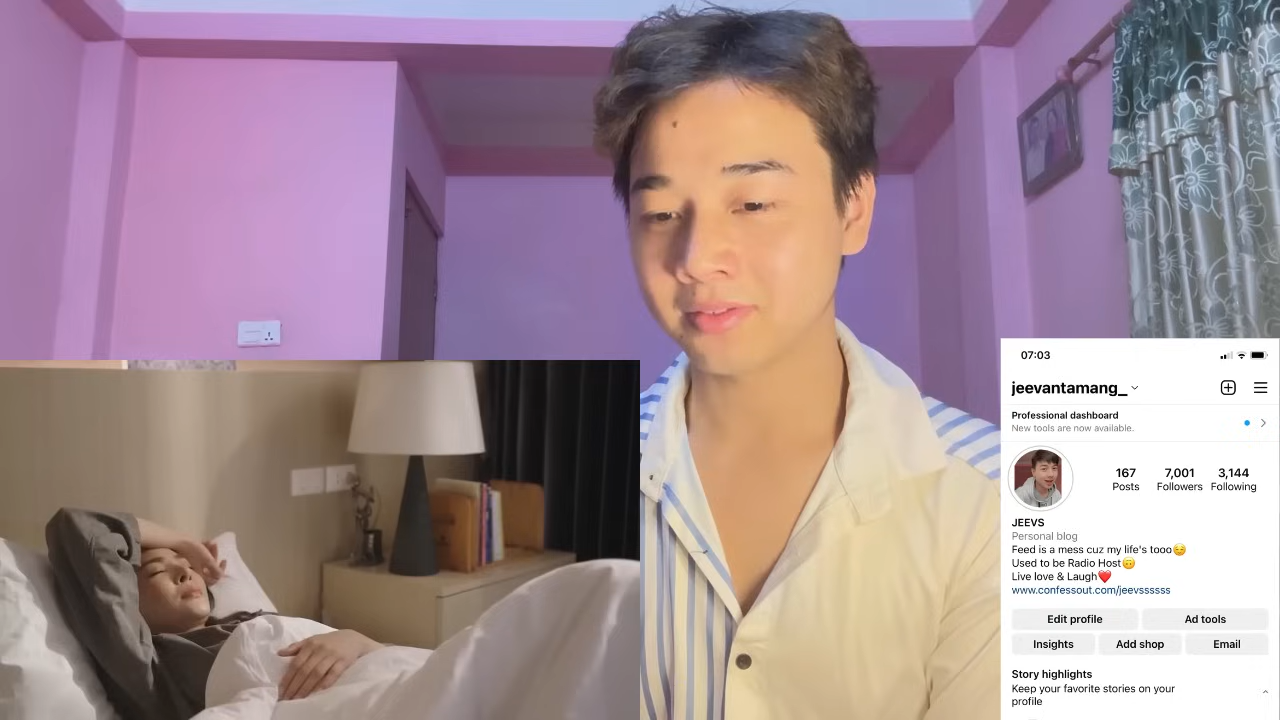 07:03
jeevantamang_
Professional dashboard
New tools are now available.
167 7,001 3,144
Posts Followers Following
JEEVS
Personal blog
Feed is a mess cuz my life's tooo😌
Used to be Radio Host🙃
Live love & Laugh❤️
www.confessout.com/jeevssssss
Edit profile Ad tools
Insights Add shop Email
Story highlights
Keep your favorite stories on your
profile